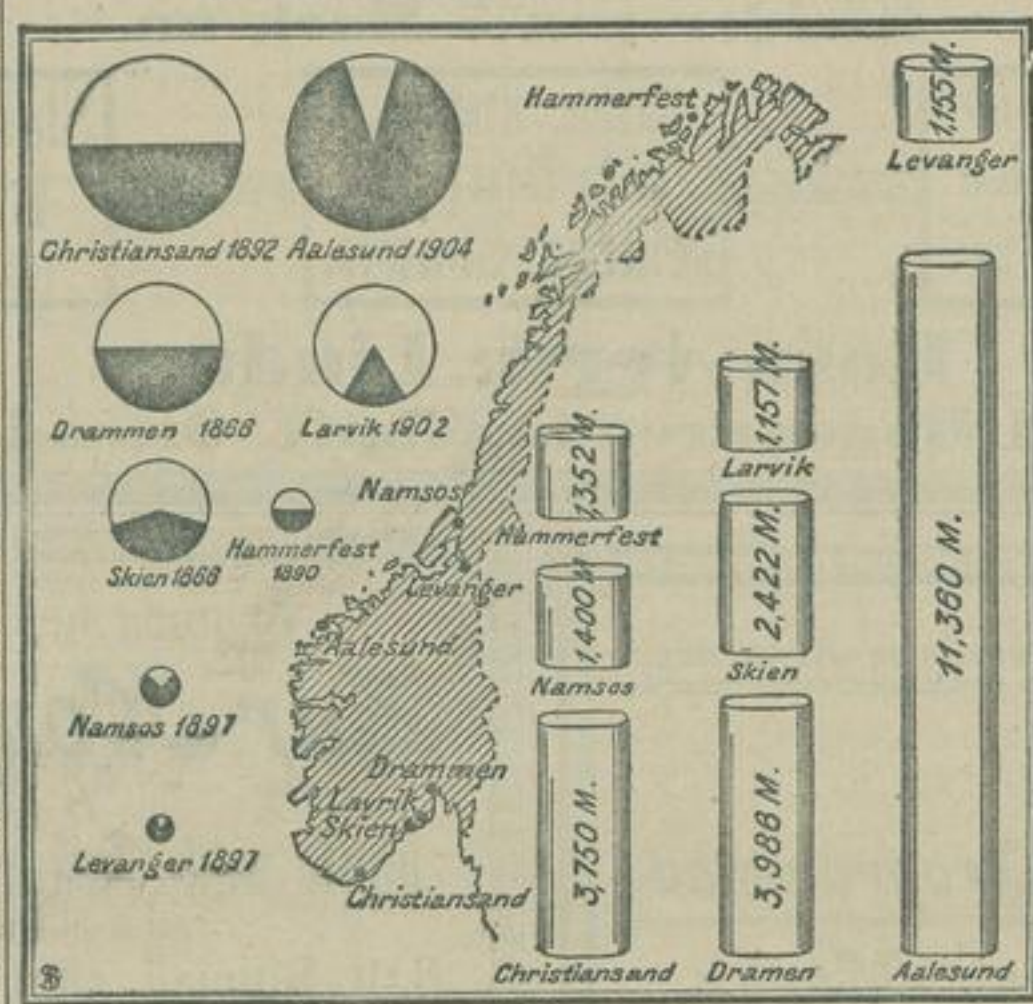 Christiansand 1892 Aalesund 1904
Drammen 1866 Larvik 1902
Skien 1868
Hammerfest
1890
Namsos 1897
Levanger 1897
Hammerfest
Namsos
Levanger
Aalesund
Drammen
Lavrik
Skien
Christiansand
1,352 M.
Hammerfest
1,400 M
Namsos
3,750 M.
Christiansand
1,157 M.
Larvik
2,422 M.
Skien
3,988 M.
Dramen
1,155 M.
Levanger
11,360 M.
Aalesund